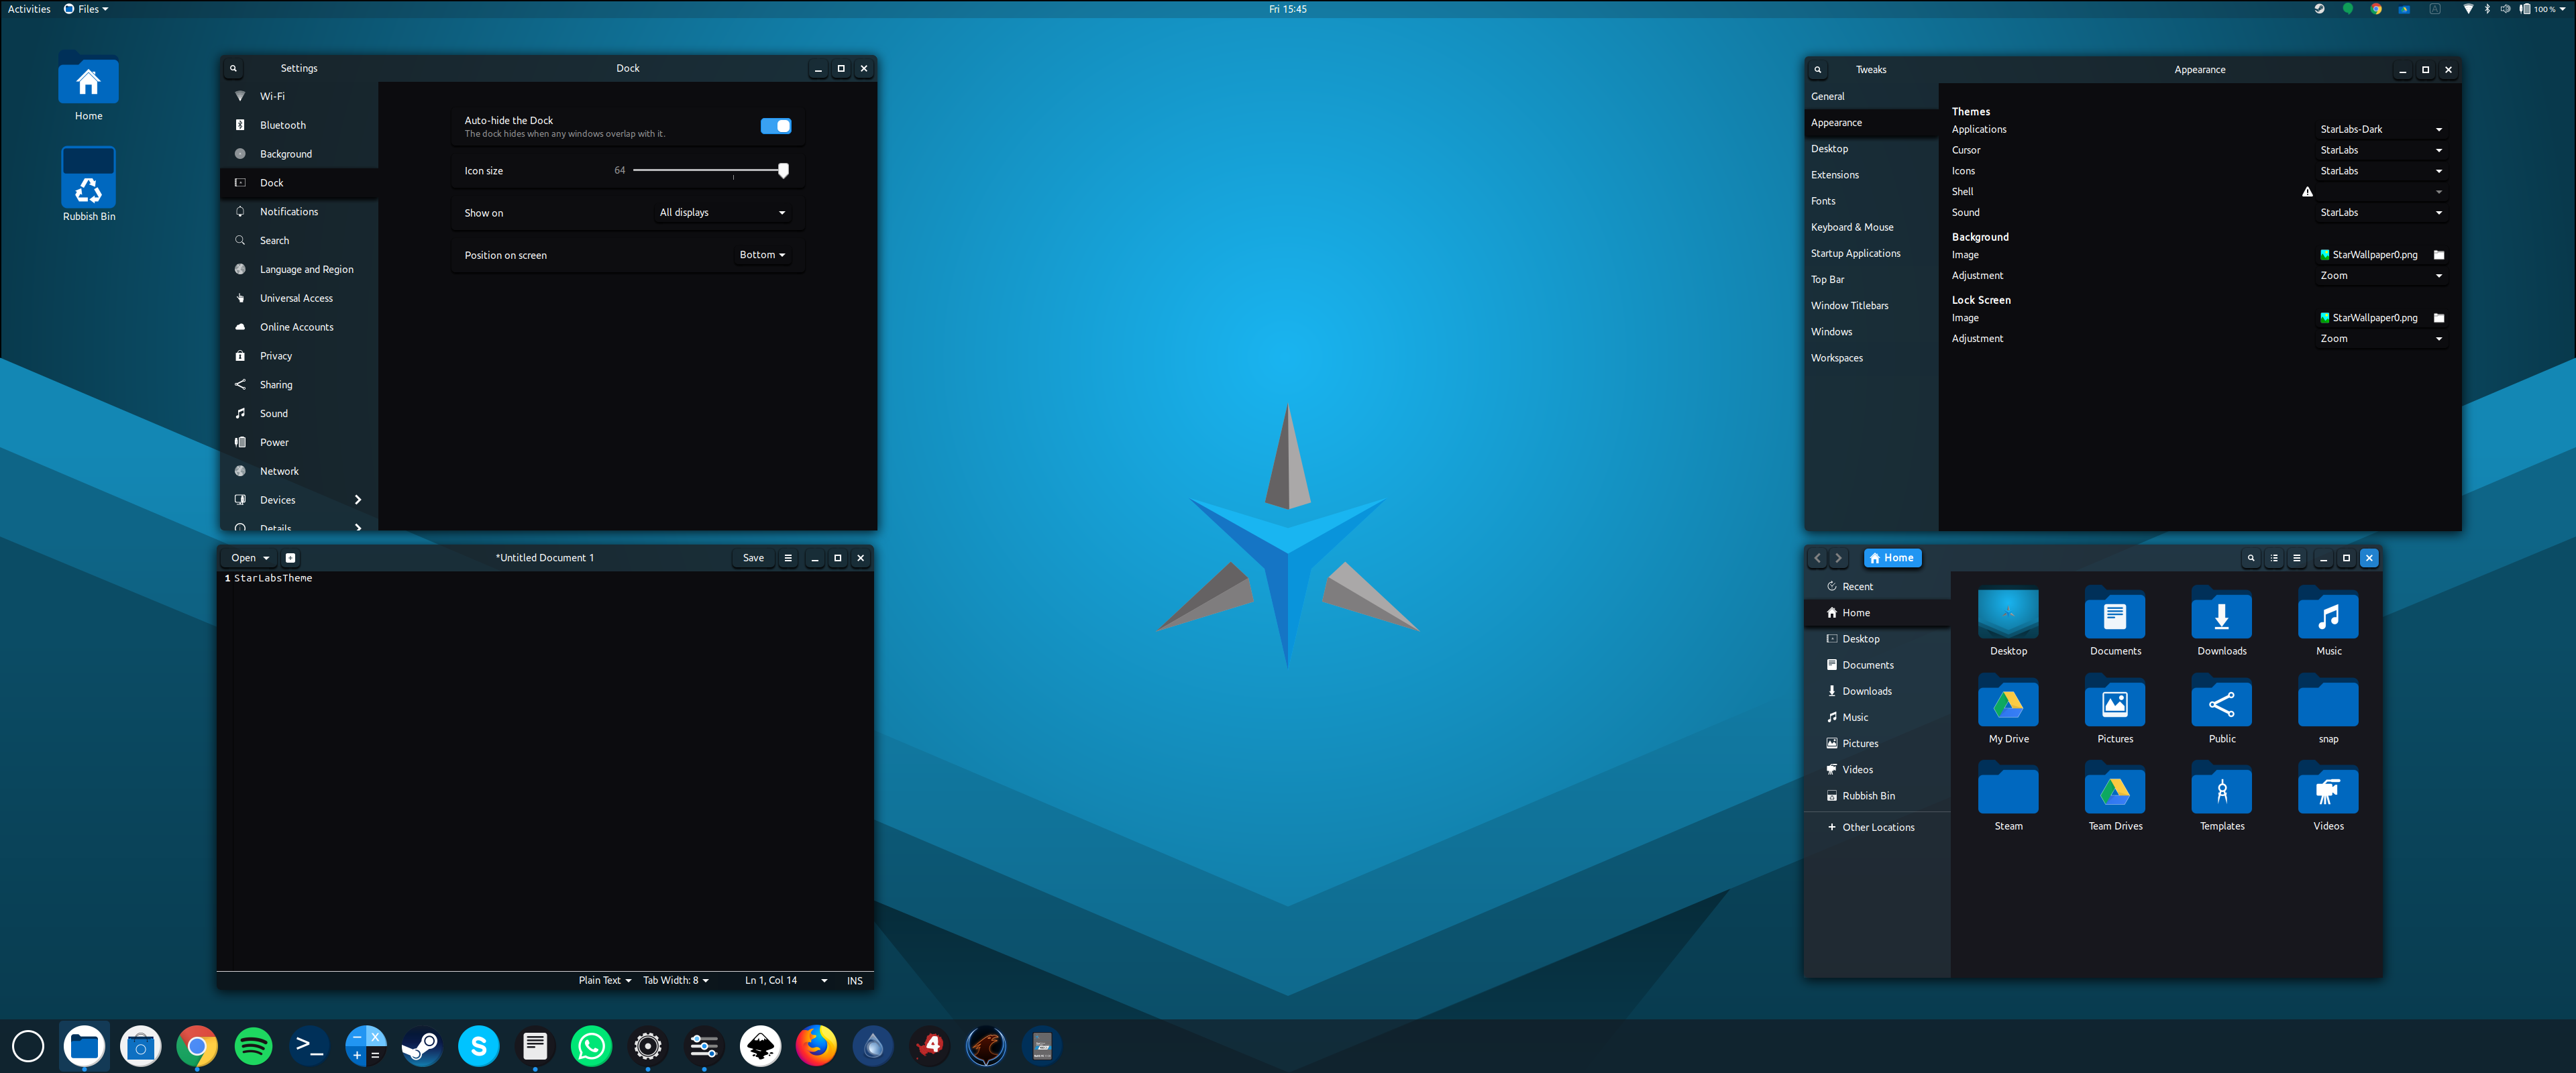 Activities Files Fri 15:45 A 100 %
Home
Rubbish Bin
Settings Dock
Wi-Fi
Bluetooth
Background
Dock
Notifications
Search
Language and Region
Universal Access
Online Accounts
Privacy
Sharing
Sound
Power
Network
Devices
Details
Auto-hide the Dock
The dock hides when any windows overlap with it.
Icon size 64
Show on All displays
Position on screen Bottom
Tweaks Appearance
General
Appearance
Desktop
Extensions
Fonts
Keyboard & Mouse
Startup Applications
Top Bar
Window Titlebars
Windows
Workspaces
Themes
Applications StarLabs-Dark
Cursor StarLabs
Icons StarLabs
Shell
Sound StarLabs
Background
Image StarWallpaper0.png
Adjustment Zoom
Lock Screen
Image StarWallpaper0.png
Adjustment Zoom
Open *Untitled Document 1 Save
1 StarLabsTheme
Plain Text Tab Width: 8 Ln 1, Col 14 INS
Home
Recent
Home
Desktop
Documents
Downloads
Music
Pictures
Videos
Rubbish Bin
Other Locations
Desktop Documents Downloads Music
My Drive Pictures Public snap
Steam Team Drives Templates Videos